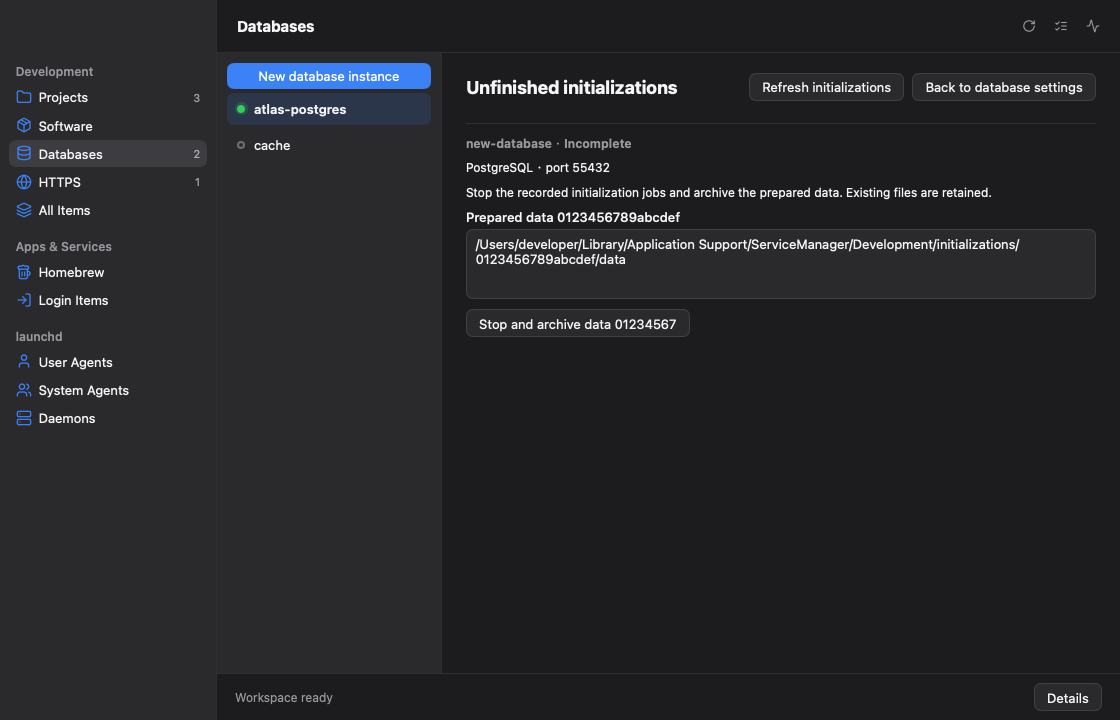 Databases
Development
Projects 3
Software
Databases 2
HTTPS 1
All Items
Apps & Services
Homebrew
Login Items
launchd
User Agents
System Agents
Daemons
New database instance
atlas-postgres
cache
Unfinished initializations
Refresh initializations
Back to database settings
new-database · Incomplete
PostgreSQL · port 55432
Stop the recorded initialization jobs and archive the prepared data. Existing files are retained.
Prepared data 0123456789abcdef
/Users/developer/Library/Application Support/ServiceManager/Development/initializations/
0123456789abcdef/data
Stop and archive data 01234567
Workspace ready
Details